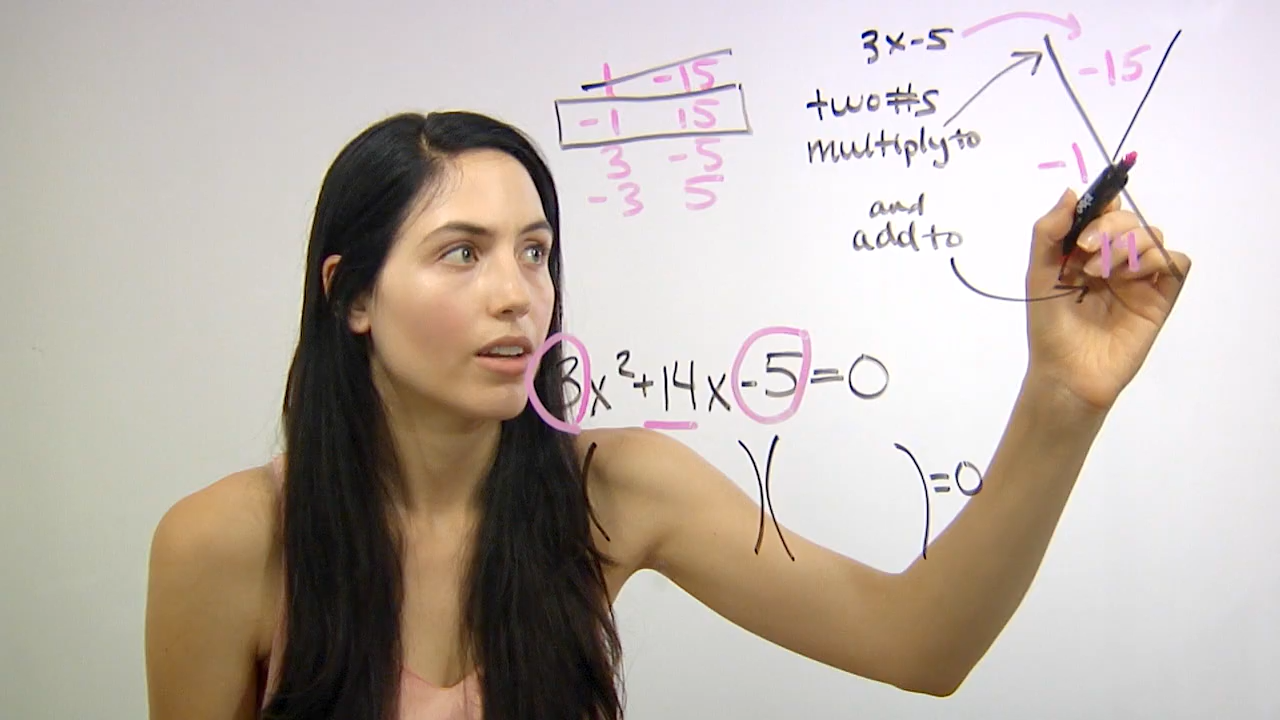 1 -15
-1 15
3 -5
-3 5
3x-5
two #s
multiply to
and
add to
-15
-1
3x²+14x-5=0
( )( )=0